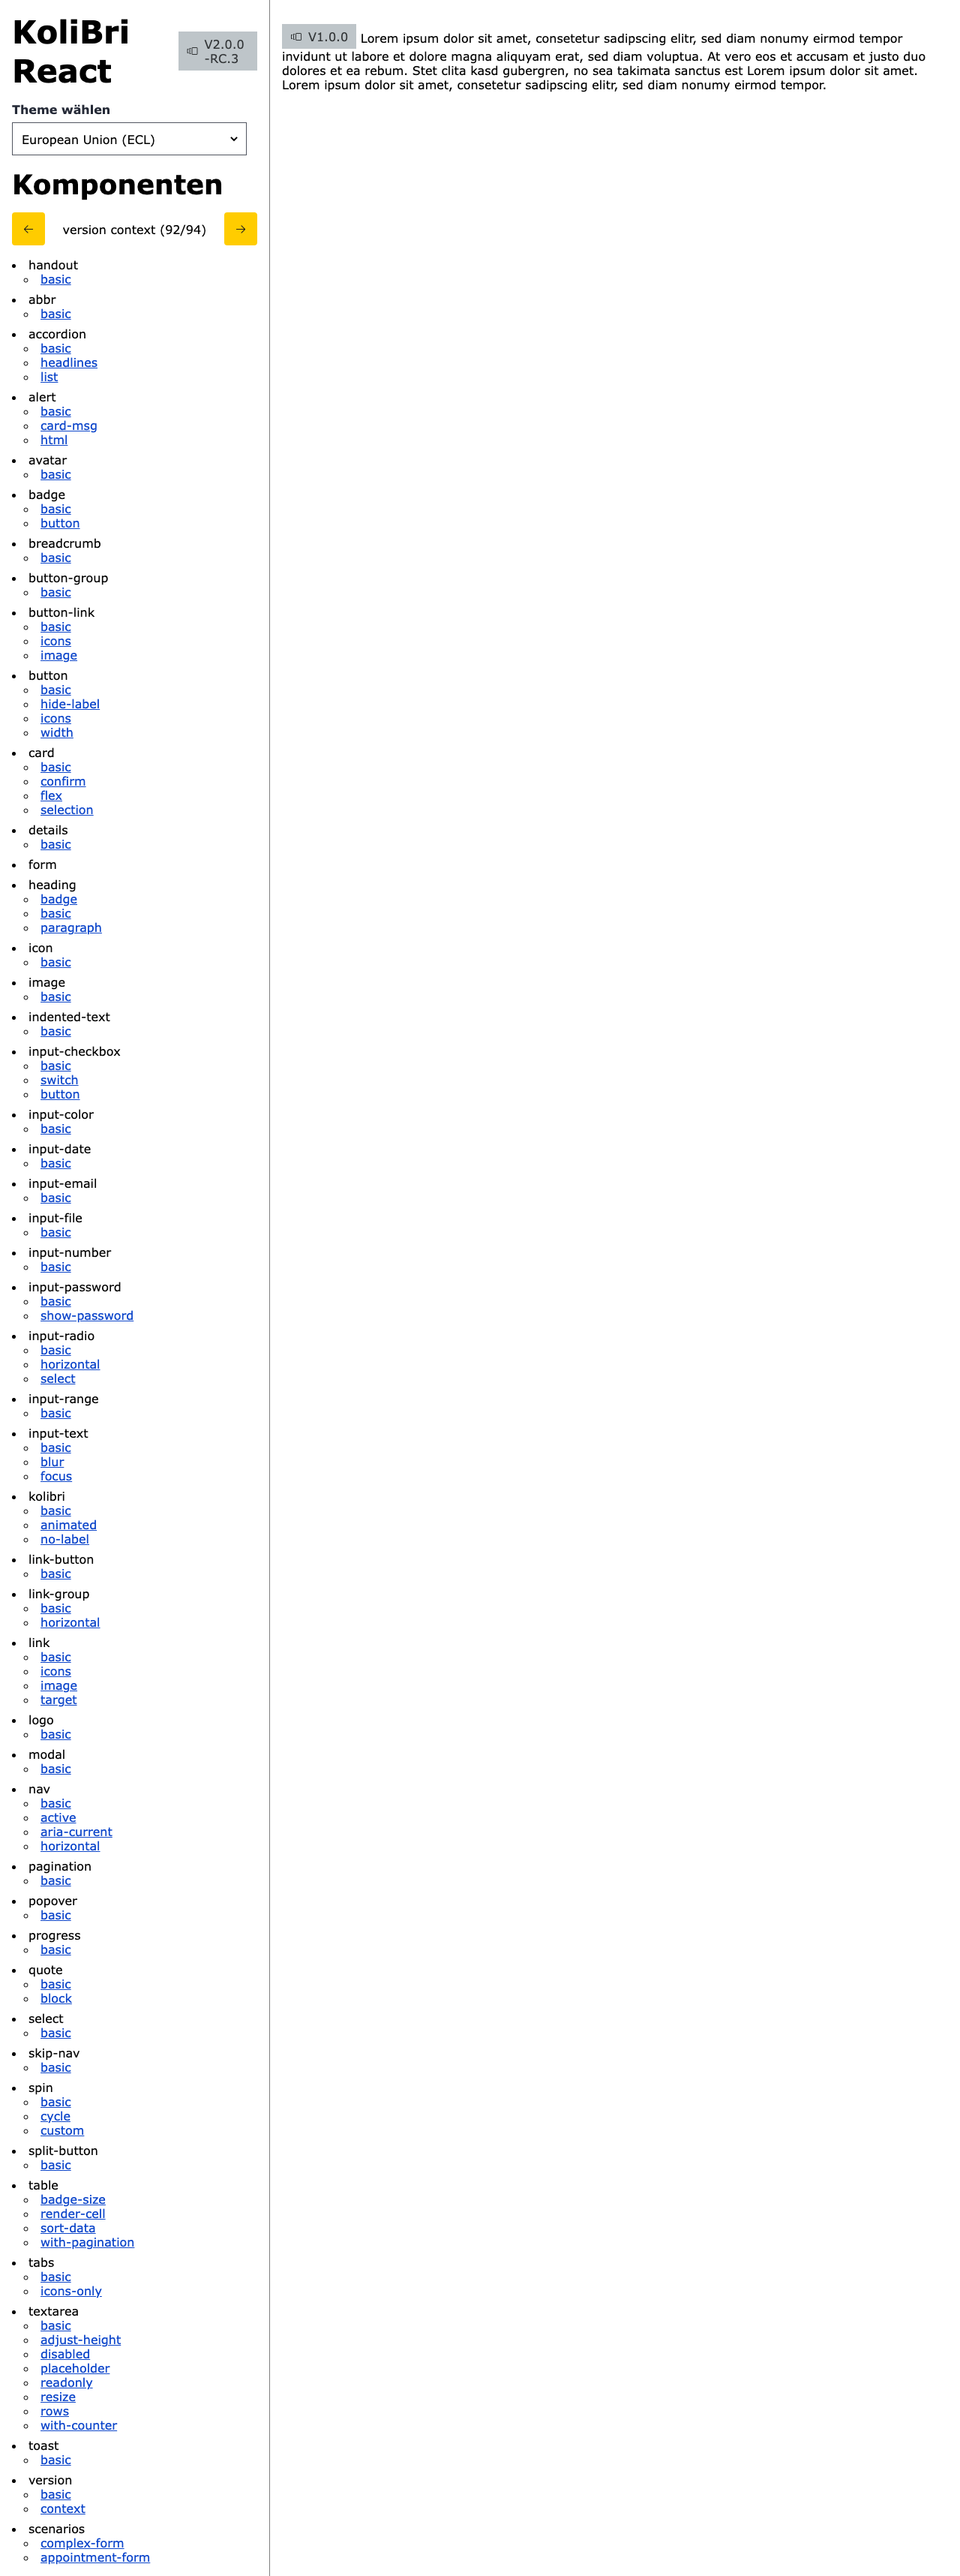 KoliBri
React
V2.0.0
-RC.3
Theme wählen
European Union (ECL)
Komponenten
version context (92/94)
handout
basic
abbr
basic
accordion
basic
headlines
list
alert
basic
card-msg
html
avatar
basic
badge
basic
button
breadcrumb
basic
button-group
basic
button-link
basic
icons
image
button
basic
hide-label
icons
width
card
basic
confirm
flex
selection
details
basic
form
heading
badge
basic
paragraph
icon
basic
image
basic
indented-text
basic
input-checkbox
basic
switch
button
input-color
basic
input-date
basic
input-email
basic
input-file
basic
input-number
basic
input-password
basic
show-password
input-radio
basic
horizontal
select
input-range
basic
input-text
basic
blur
focus
kolibri
basic
animated
no-label
link-button
basic
link-group
basic
horizontal
link
basic
icons
image
target
logo
basic
modal
basic
nav
basic
active
aria-current
horizontal
pagination
basic
popover
basic
progress
basic
quote
basic
block
select
basic
skip-nav
basic
spin
basic
cycle
custom
split-button
basic
table
badge-size
render-cell
sort-data
with-pagination
tabs
basic
icons-only
textarea
basic
adjust-height
disabled
placeholder
readonly
resize
rows
with-counter
toast
basic
version
basic
context
scenarios
complex-form
appointment-form
V1.0.0 Lorem ipsum dolor sit amet, consetetur sadipscing elitr, sed diam nonumy eirmod tempor
invidunt ut labore et dolore magna aliquyam erat, sed diam voluptua. At vero eos et accusam et justo duo
dolores et ea rebum. Stet clita kasd gubergren, no sea takimata sanctus est Lorem ipsum dolor sit amet.
Lorem ipsum dolor sit amet, consetetur sadipscing elitr, sed diam nonumy eirmod tempor.